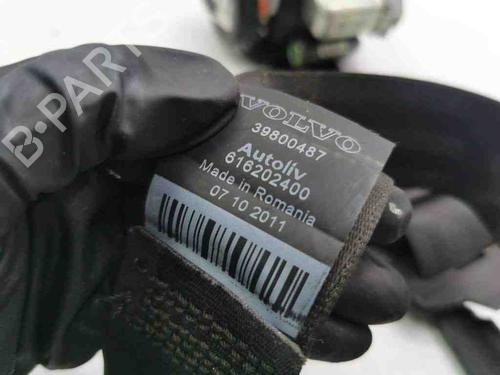 B-PARTS
VOLVO
39800487
Autoliv
616202400
Made in Romania
07 10 2011